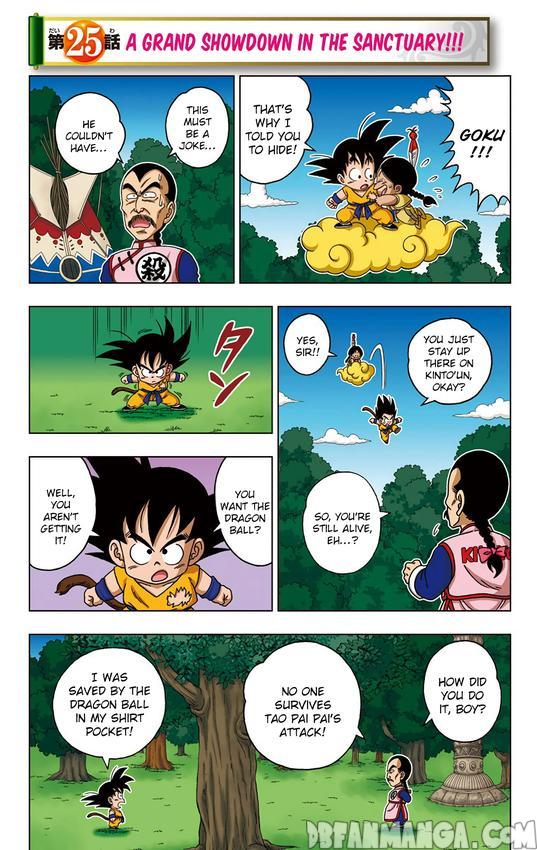 だい わ
第25話 A GRAND SHOWDOWN IN THE SANCTUARY!!!
GOKU
!!!
THAT'S
WHY I
TOLD YOU
TO HIDE!
THIS
MUST BE
A
JOKE...
HE
COULDN'T
HAVE...
殺
YOU JUST
STAY UP
THERE ON
KINTO'UN,
OKAY?
YES,
SIR!!
SO, YOU'RE
STILL ALIVE,
EH...?
タン
YOU
WANT THE
DRAGON
BALL?
WELL,
YOU
AREN'T
GETTING
IT!
HOW DID
YOU DO
IT, BOY?
NO ONE
SURVIVES
TAO PAI PAI'S
ATTACK!
I WAS
SAVED BY THE
DRAGON BALL
IN MY SHIRT
POCKET!
DBFANMANGA.COM